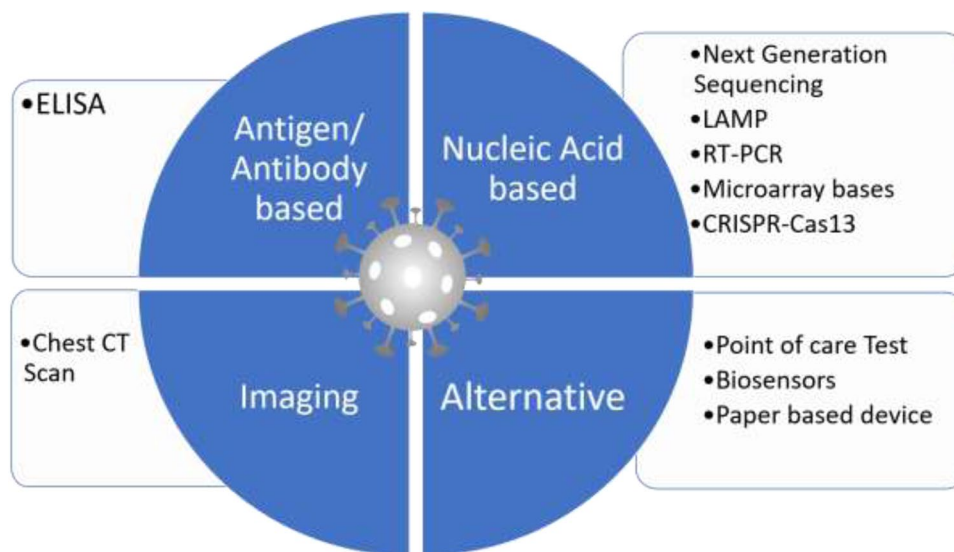 •ELISA
Antigen/
Antibody
based
Nucleic Acid
based
•Next Generation
Sequencing
•LAMP
•RT-PCR
•Microarray bases
•CRISPR-Cas13
•Chest CT
Scan
Imaging
Alternative
•Point of care Test
•Biosensors
•Paper based device